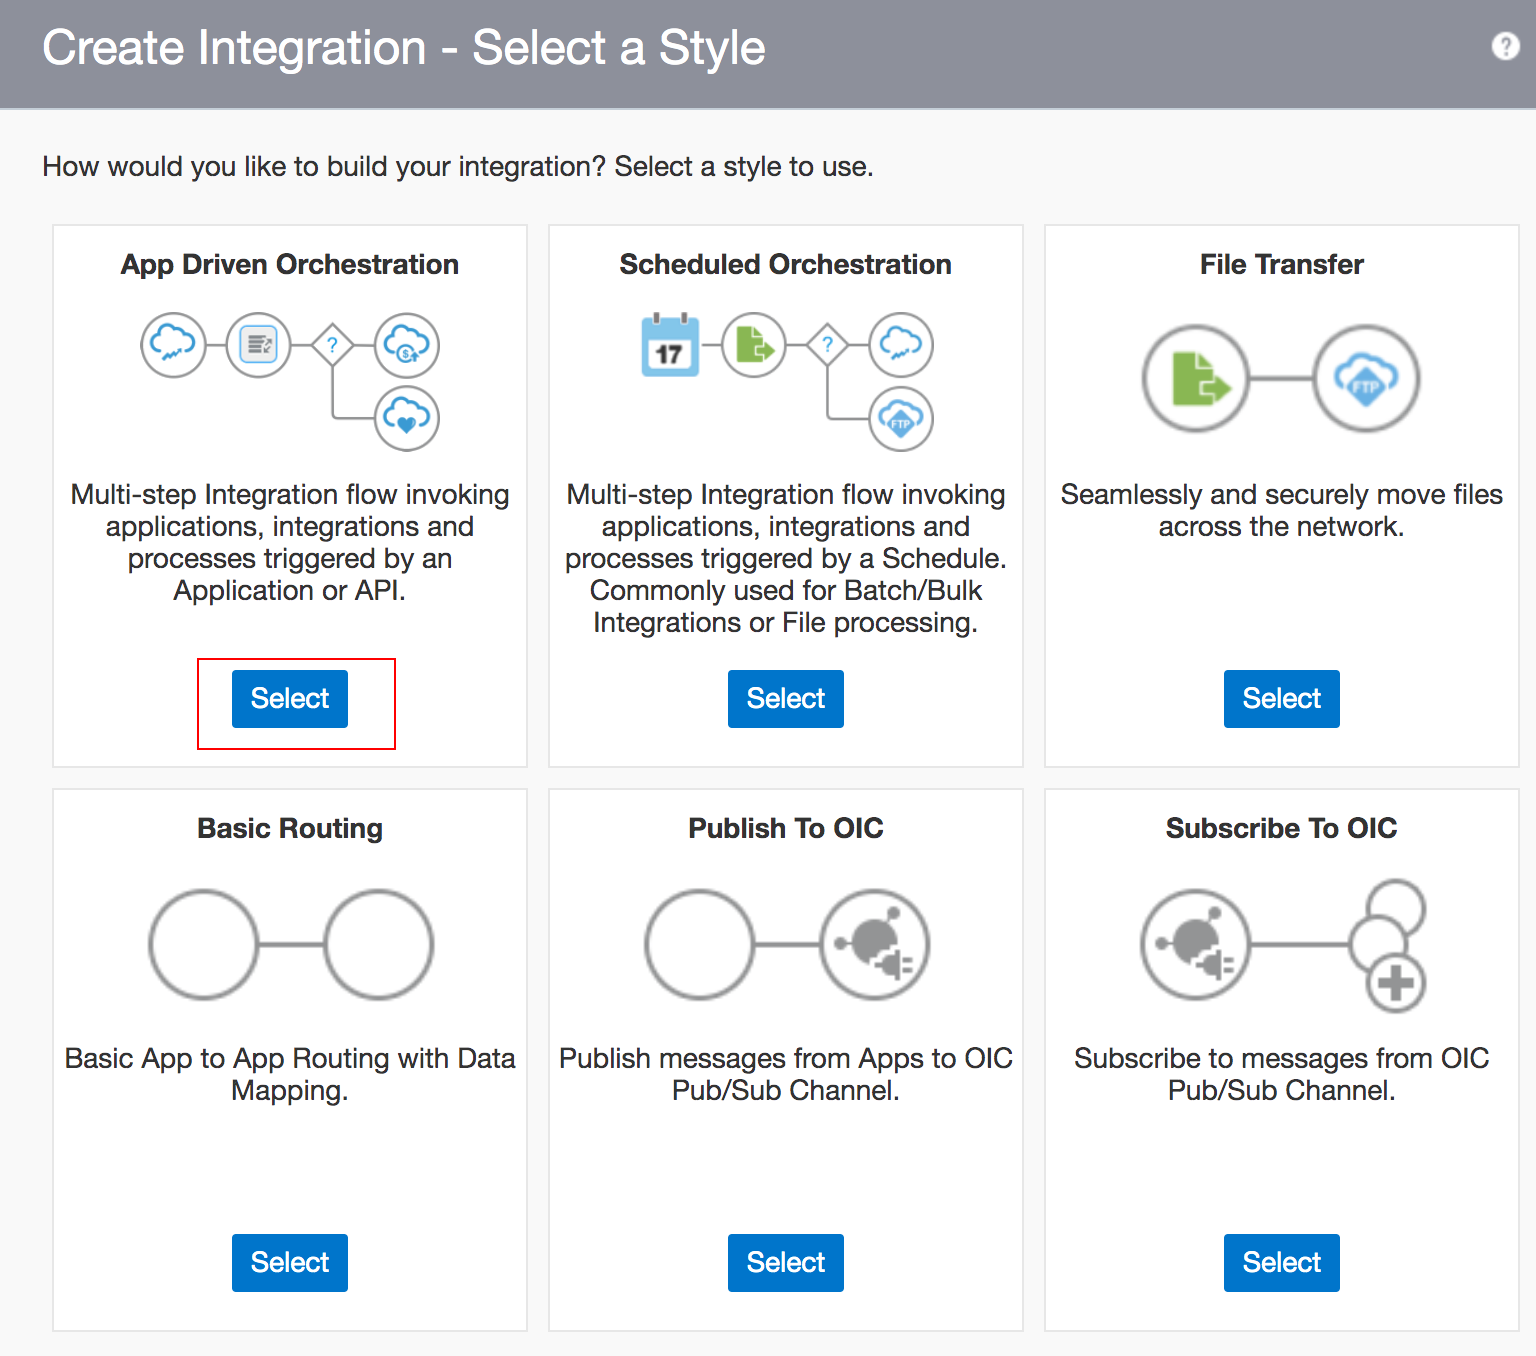 Create Integration - Select a Style
?
How would you like to build your integration? Select a style to use.
App Driven Orchestration
?
$
Multi-step Integration flow invoking
applications, integrations and
processes triggered by an
Application or API.
Select
Scheduled Orchestration
17
?
FTP
Multi-step Integration flow invoking
applications, integrations and
processes triggered by a Schedule.
Commonly used for Batch/Bulk
Integrations or File processing.
Select
File Transfer
FTP
Seamlessly and securely move files
across the network.
Select
Basic Routing
Basic App to App Routing with Data
Mapping.
Select
Publish To OIC
Publish messages from Apps to OIC
Pub/Sub Channel.
Select
Subscribe To OIC
Subscribe to messages from OIC
Pub/Sub Channel.
Select